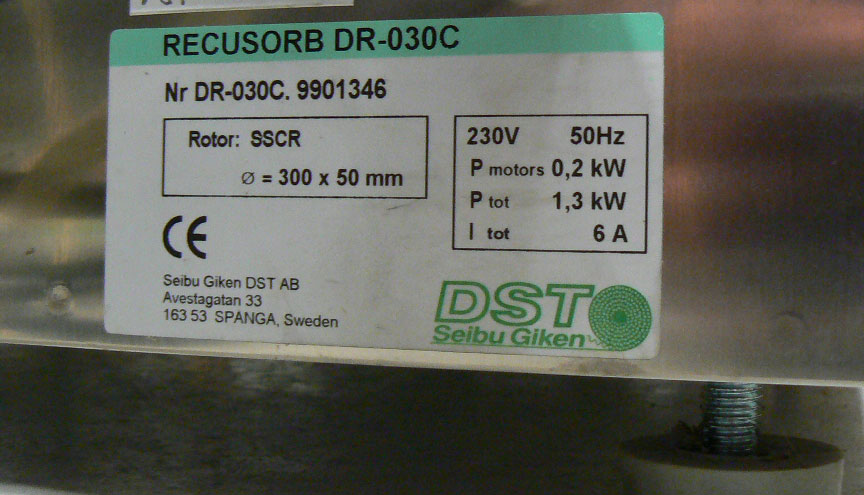 RECUSORB DR-030C
Nr DR-030C. 9901346
Rotor: SSCR
Ø = 300 x 50 mm
230V 50Hz
P motors 0,2 kW
P tot 1,3 kW
I tot 6 A
CE
Seibu Giken DST AB
Avestagatan 33
163 53 SPANGA, Sweden
DST
Seibu Giken